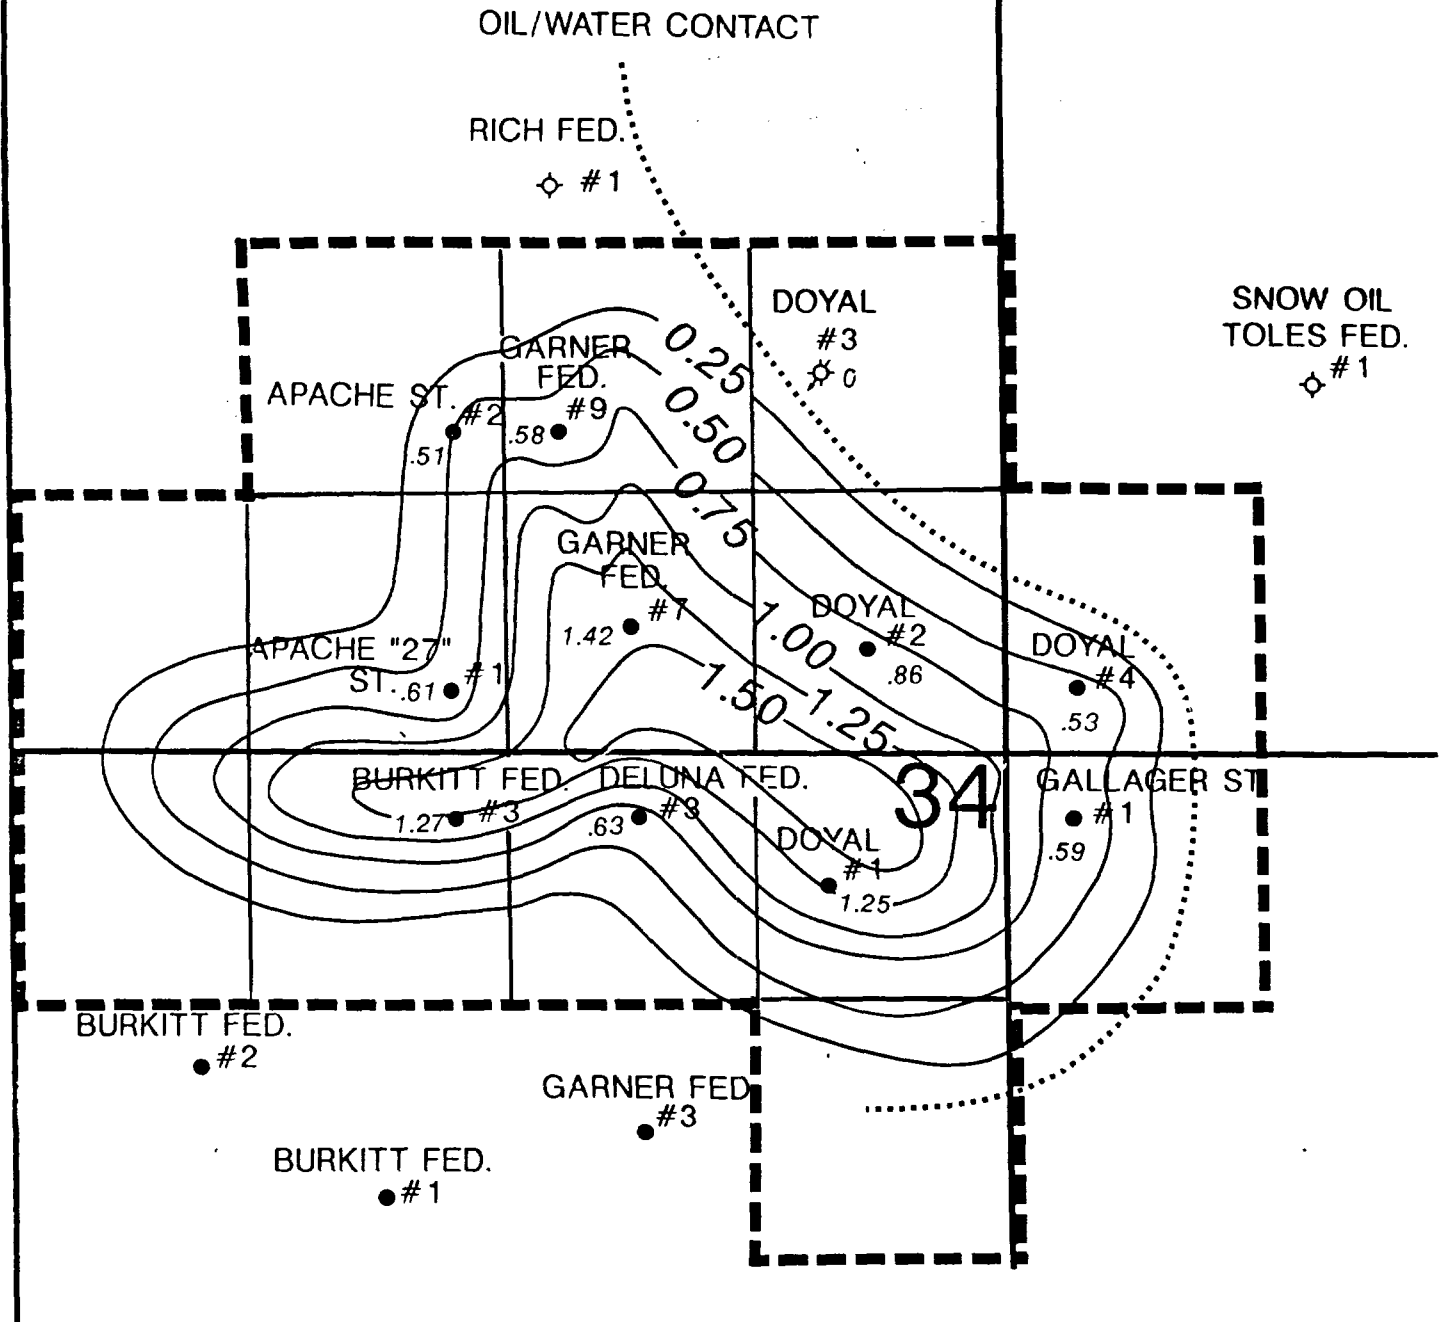 OIL/WATER CONTACT
RICH FED.
#1
DOYAL
#3
0
SNOW OIL
TOLES FED.
#1
0.25
GARNER
FED.
#9
.58
APACHE ST.
#2
.51
0.50
0.75
GARNER
FED.
#7
1.42
DOYAL
#2
.86
1.00
APACHE "27"
ST.
#1
.61
DOYAL
#4
.53
1.50
1.25
BURKITT FED.
#3
1.27
DELUNA FED.
#3
.63
34
GALLAGER ST
#1
.59
DOYAL
#1
1.25
BURKITT FED.
#2
GARNER FED
#3
BURKITT FED.
#1